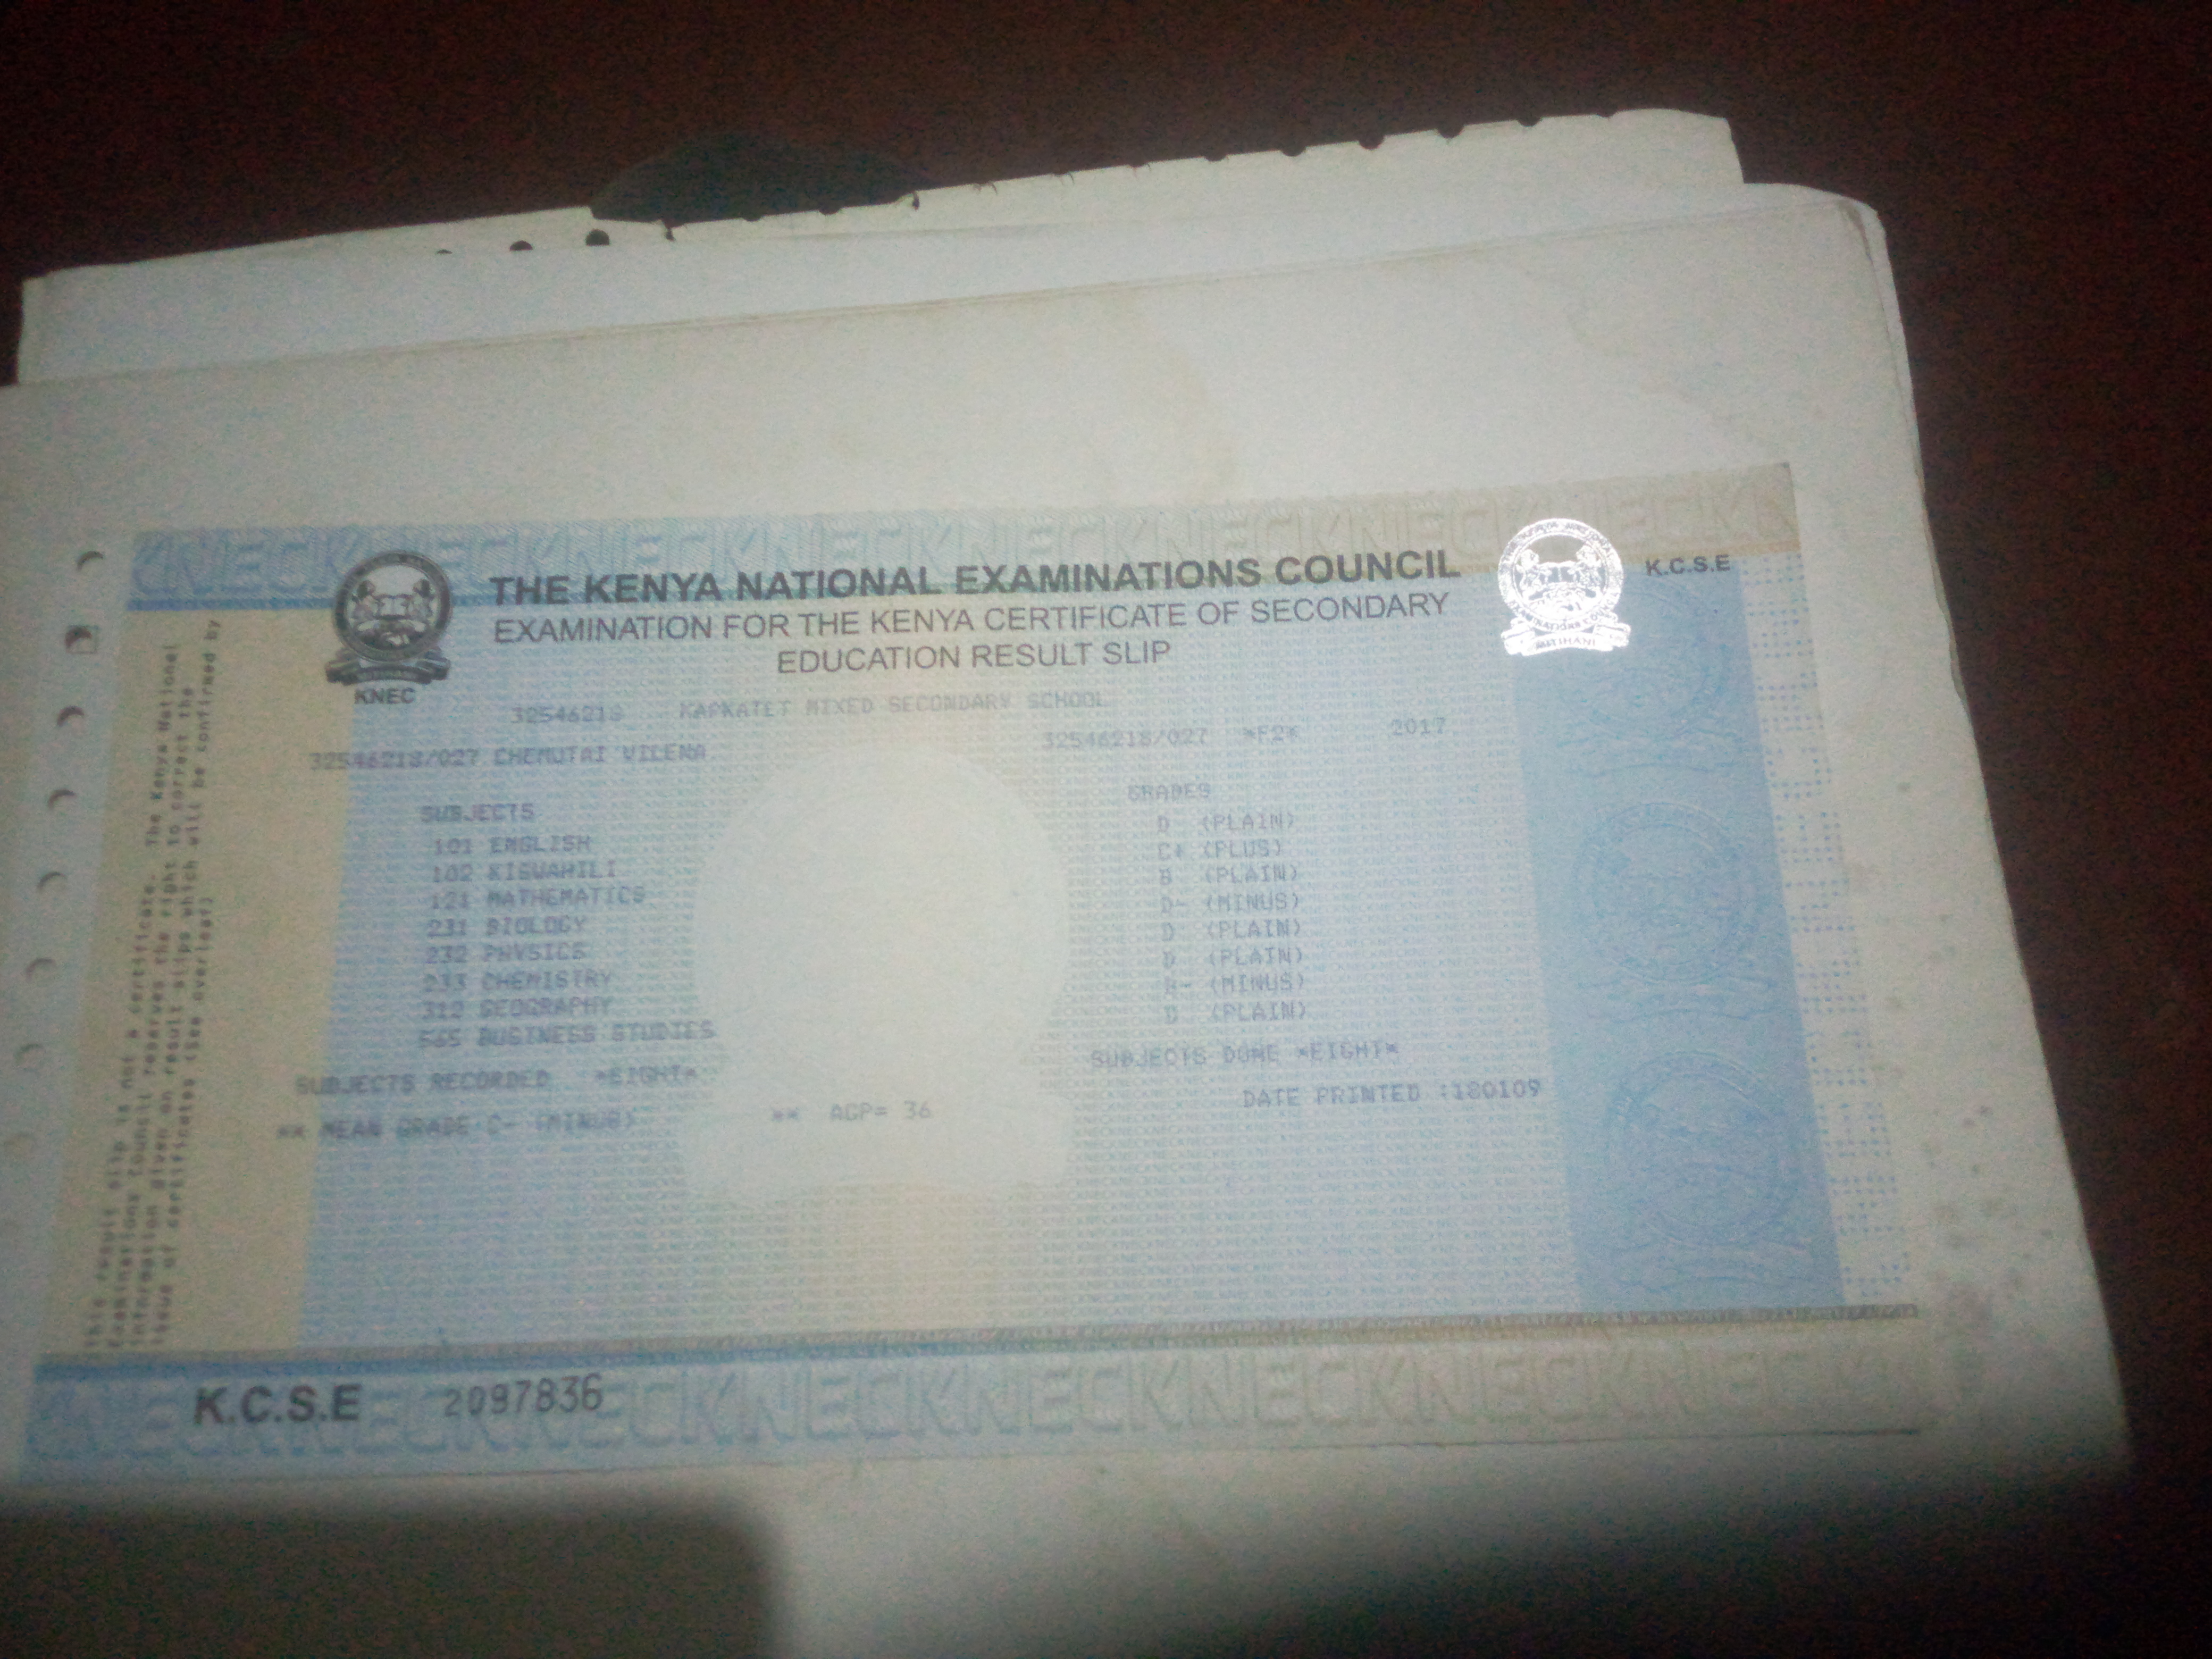 THE KENYA NATIONAL EXAMINATIONS COUNCIL
EXAMINATION FOR THE KENYA CERTIFICATE OF SECONDARY
EDUCATION RESULT SLIP
K.C.S.E
KNEC
32546218 KAPKATET MIXED SECONDARY SCHOOL
32546218/027 CHEMUTAI VILENA 32546218/027 *F2* 2017
SUBJECTS GRADES
101 ENGLISH D (PLAIN)
102 KISWAHILI C+ (PLUS)
121 MATHEMATICS B (PLAIN)
231 BIOLOGY D- (MINUS)
232 PHYSICS D (PLAIN)
233 CHEMISTRY D (PLAIN)
312 GEOGRAPHY B- (MINUS)
565 BUSINESS STUDIES D (PLAIN)
SUBJECTS RECORDED *EIGHT* SUBJECTS DONE *EIGHT*
** MEAN GRADE C- (MINUS) ** AGP= 36 DATE PRINTED :180109
This result slip is not a certificate. The Kenya National
Examinations Council reserves the right to correct the
information given on result slips which will be confirmed by
issue of certificates (see overleaf)
K.C.S.E 2097836